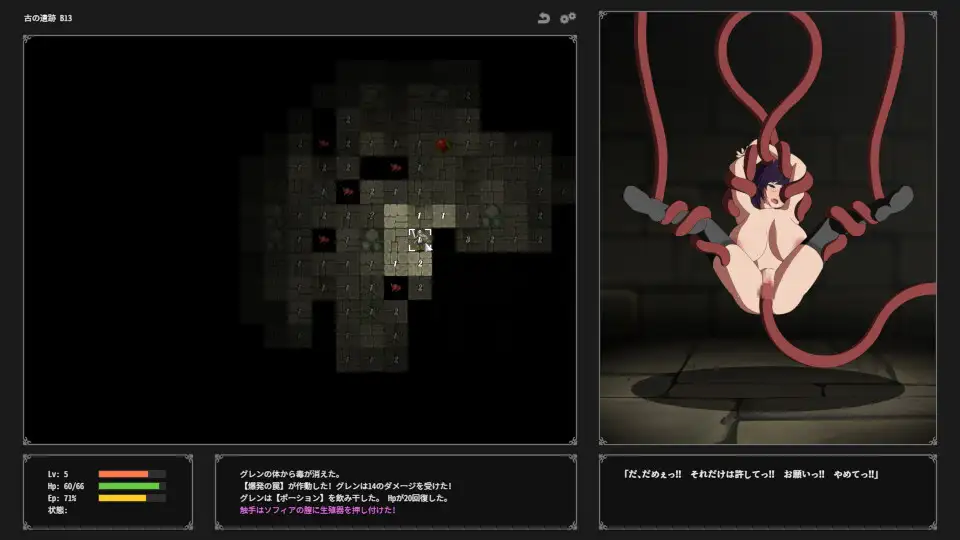 古の遺跡 B13
Lv: 5
Hp: 60/66
Ep: 71%
状態:
グレンの体から毒が消えた。
【爆発の罠】が作動した! グレンは14のダメージを受けた!
グレンは【ポーション】を飲み干した。 Hpが20回復した。
触手はソフィアの膣に生殖器を押し付けた!
「だ、だめぇっ!! それだけは許してっ!! お願いっ!! やめてっ!!」